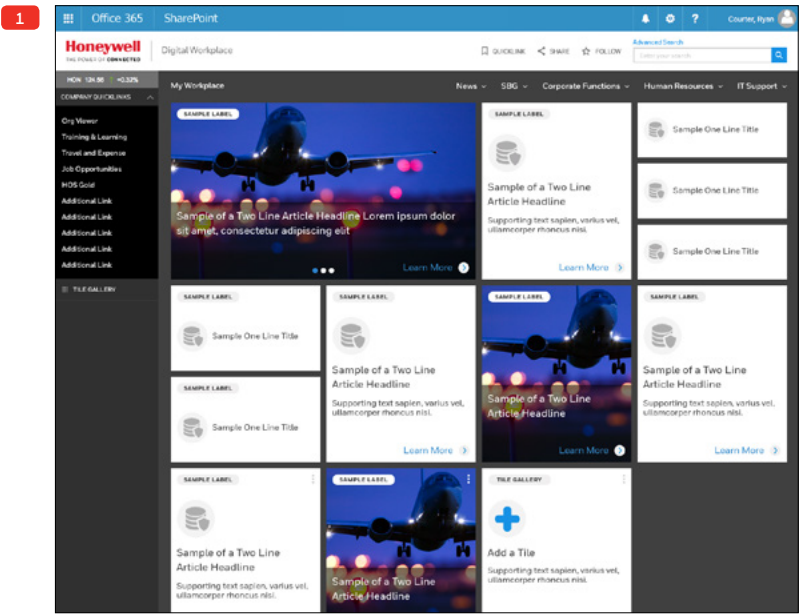 1
Office 365 SharePoint ? Courter, Ryan
Honeywell Digital Workplace QUICKLINK SHARE FOLLOW Advanced Search
THE POWER OF CONNECTED Enter your search
HON 124.56 +0.32% My Workplace News SBG Corporate Functions Human Resources IT Support
COMPANY QUICKLINKS
Org Viewer
Training & Learning
Travel and Expense
Job Opportunities
MOS Gold
Additional Link
Additional Link
Additional Link
Additional Link
Additional Link
TILE GALLERY
SAMPLE LABEL
Sample of a Two Line Article Headline Lorem ipsum dolor
sit amet, consectetur adipiscing elit
Learn More
SAMPLE LABEL
Sample of a Two Line
Article Headline
Supporting text sapien, varius vel,
ullamcorper rhoncus nisi.
Learn More
Sample One Line Title
Sample One Line Title
Sample One Line Title
SAMPLE LABEL
Sample One Line Title
SAMPLE LABEL
Sample One Line Title
SAMPLE LABEL
Sample of a Two Line
Article Headline
Supporting text sapien, varius vel,
ullamcorper rhoncus nisi.
Learn More
SAMPLE LABEL
Sample of a Two Line
Article Headline
Learn More
SAMPLE LABEL
Sample of a Two Line
Article Headline
Supporting text sapien, varius vel,
ullamcorper rhoncus nisi.
Learn More
SAMPLE LABEL
Sample of a Two Line
Article Headline
Supporting text sapien, varius vel,
ullamcorper rhoncus nisi.
SAMPLE LABEL
Sample of a Two Line
Article Headline
TILE GALLERY
Add a Tile
Supporting text sapien, varius vel,
ullamcorper rhoncus nisi.